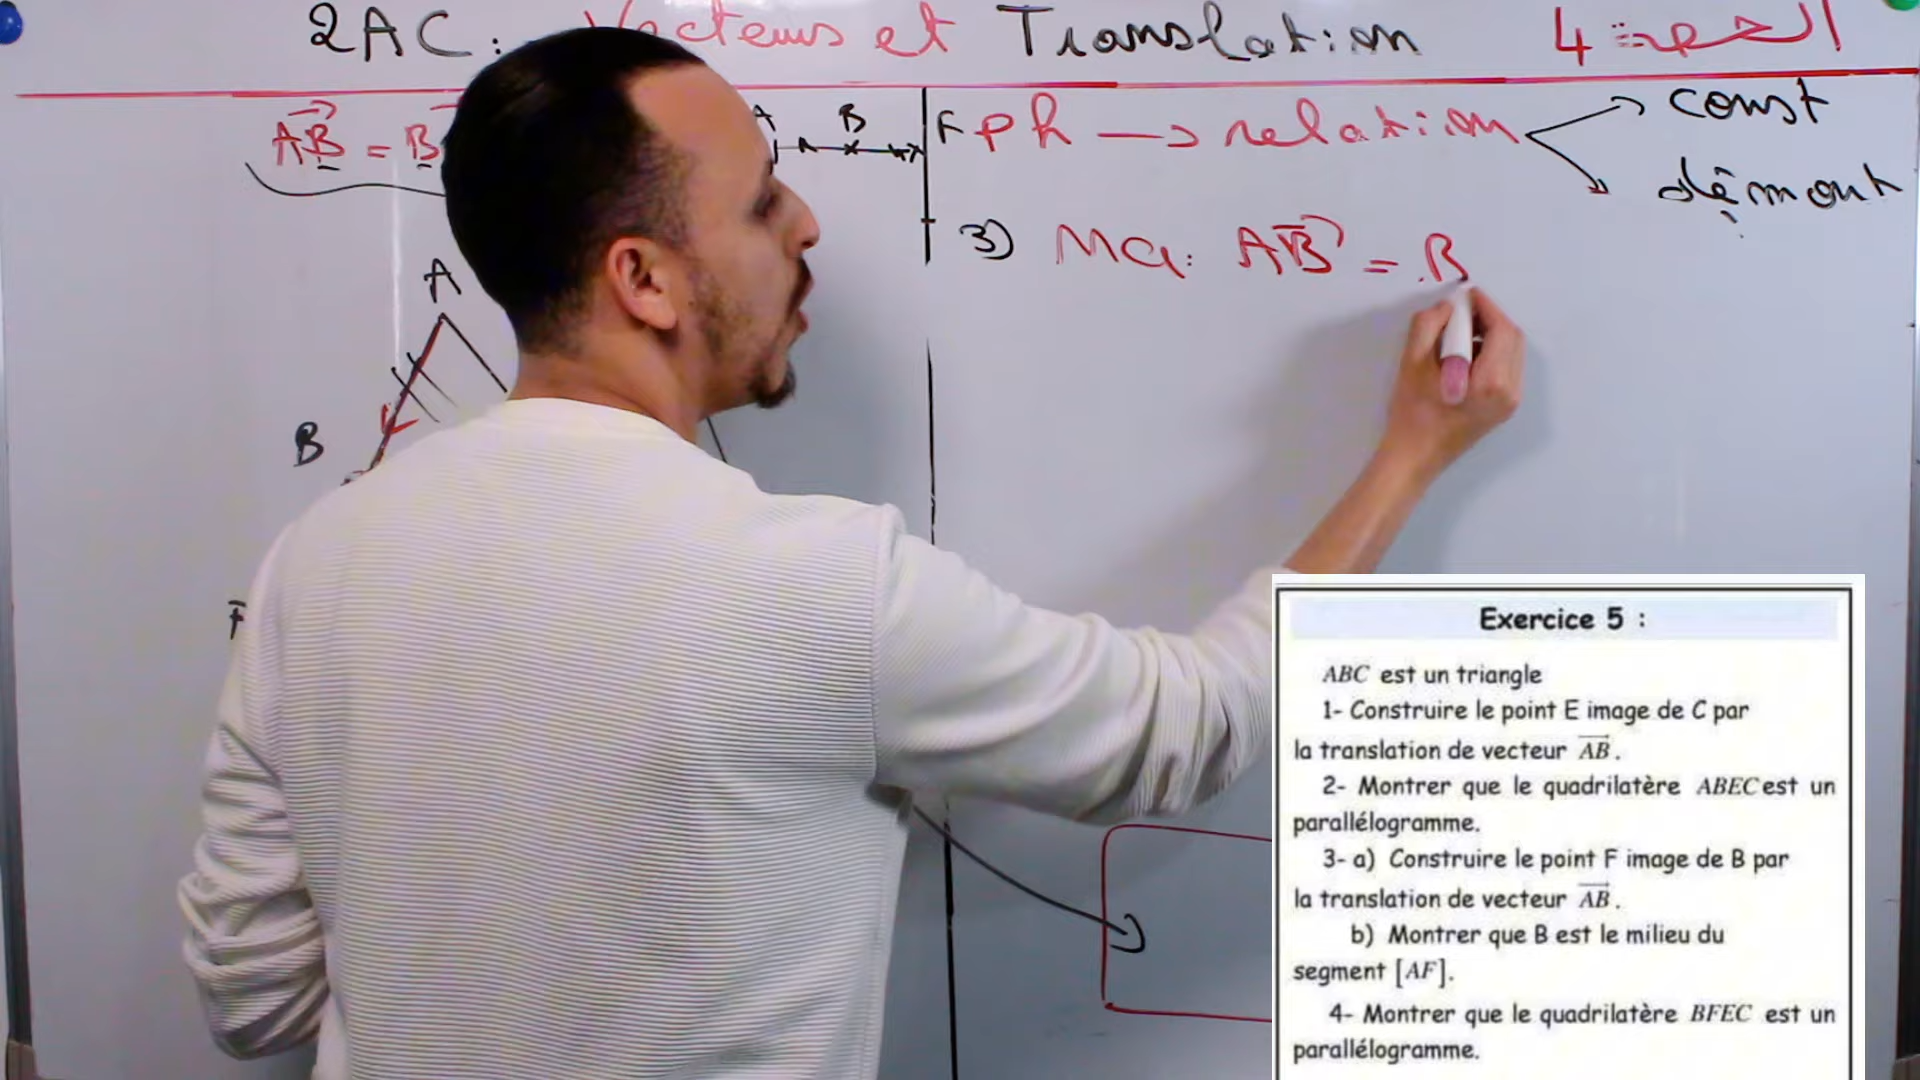 2AC: Vecteurs et Translation الحصة 4
AB = B
A B F
ph → relation
const
démont
3) Mq: AB = B
A
B
F
Exercice 5 :
ABC est un triangle
1- Construire le point E image de C par
la translation de vecteur AB.
2- Montrer que le quadrilatère ABEC est un
parallélogramme.
3- a) Construire le point F image de B par
la translation de vecteur AB.
b) Montrer que B est le milieu du
segment [AF].
4- Montrer que le quadrilatère BFEC est un
parallélogramme.